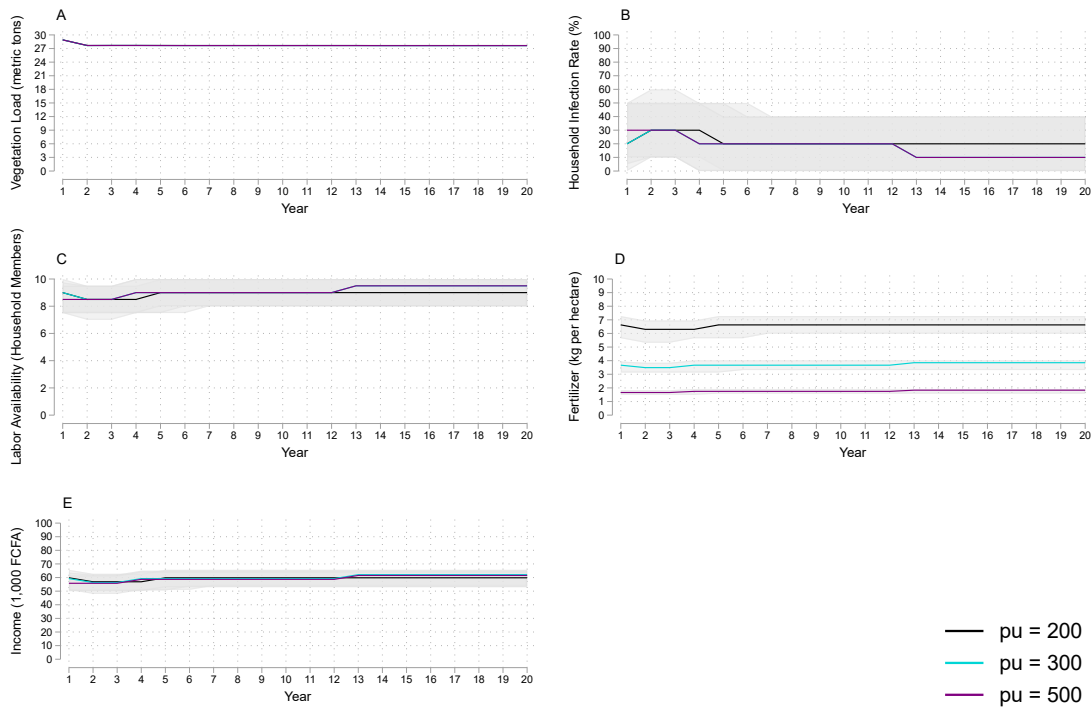 A
Vegetation Load (metric tons)
30
27
24
21
18
15
12
9
6
3
0
1 2 3 4 5 6 7 8 9 10 11 12 13 14 15 16 17 18 19 20
Year
B
Household Infection Rate (%)
100
90
80
70
60
50
40
30
20
10
0
1 2 3 4 5 6 7 8 9 10 11 12 13 14 15 16 17 18 19 20
Year
C
Labor Availability (Household Members)
10
8
6
4
2
0
1 2 3 4 5 6 7 8 9 10 11 12 13 14 15 16 17 18 19 20
Year
D
Fertilizer (kg per hectare)
10
9
8
7
6
5
4
3
2
1
0
1 2 3 4 5 6 7 8 9 10 11 12 13 14 15 16 17 18 19 20
Year
E
Income (1,000 FCFA)
100
90
80
70
60
50
40
30
20
10
0
1 2 3 4 5 6 7 8 9 10 11 12 13 14 15 16 17 18 19 20
Year
pu = 200
pu = 300
pu = 500